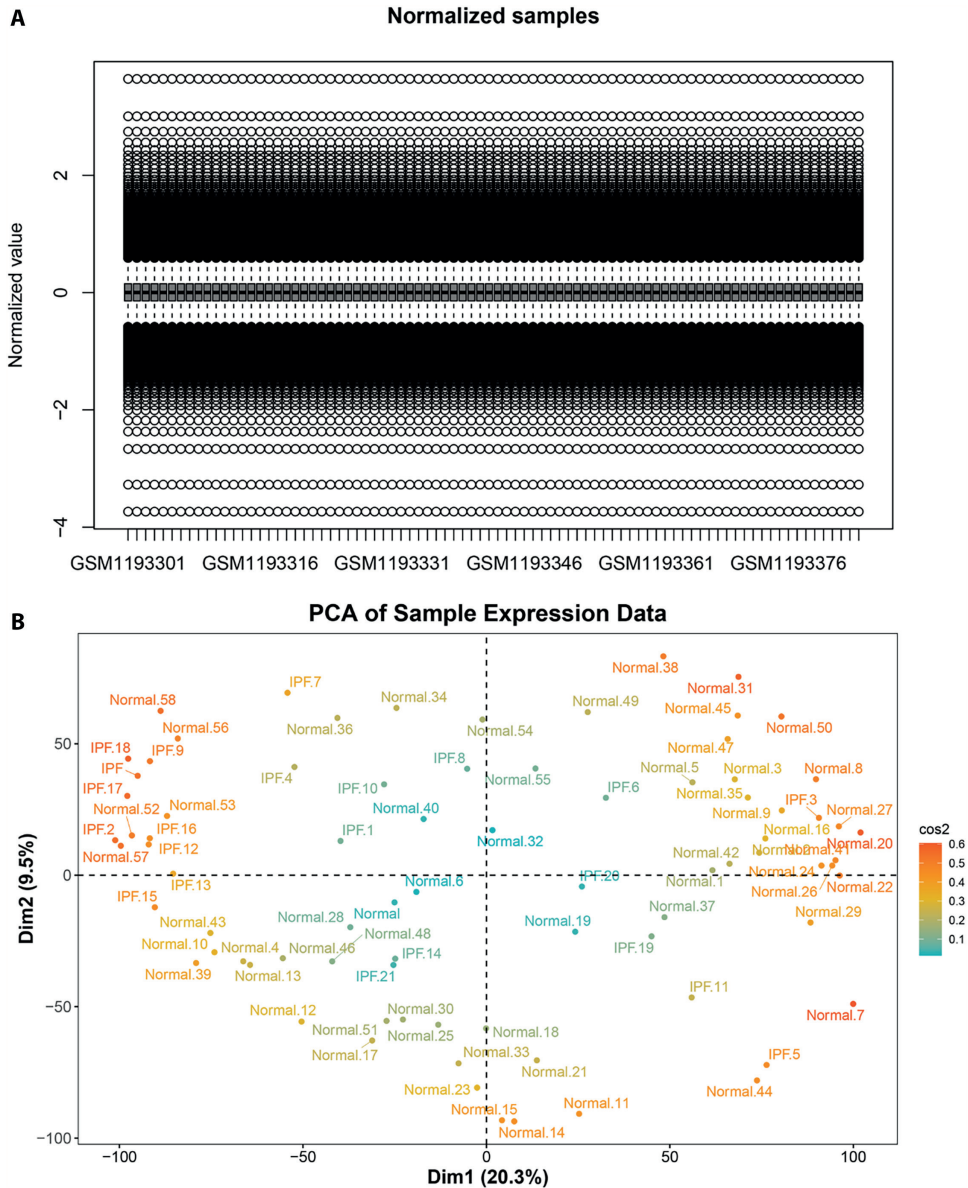 A
Normalized samples
Normalized value
2
0
−2
−4
GSM1193301 GSM1193316 GSM1193331 GSM1193346 GSM1193361 GSM1193376
B
PCA of Sample Expression Data
Dim2 (9.5%)
50
0
−50
−100
Normal.38
Normal.31
IPF.7
Normal.58
Normal.34
Normal.49
Normal.45
Normal.56
Normal.36
Normal.54
Normal.50
IPF.18
IPF.9
IPF.8
Normal.47
IPF
IPF.4
Normal.55
Normal.5
Normal.3
Normal.8
IPF.17
IPF.10
IPF.6
Normal.35
IPF.3
Normal.52
Normal.53
Normal.40
Normal.9
Normal.27
IPF.2
IPF.16
IPF.1
Normal.32
Normal.16
Normal.20
Normal.57
IPF.12
Normal.42
Normal.2
Normal.41
IPF.13
Normal.6
IPF.20
Normal.1
Normal.24
Normal.22
IPF.15
Normal.26
Normal
Normal.28
Normal.19
Normal.37
Normal.29
Normal.43
Normal.48
Normal.10
Normal.4
Normal.46
IPF.14
IPF.19
Normal.39
Normal.13
IPF.21
IPF.11
Normal.12
Normal.30
Normal.7
Normal.51
Normal.25
Normal.18
Normal.17
Normal.33
IPF.5
Normal.21
Normal.23
Normal.44
Normal.15
Normal.11
Normal.14
−100 −50 0 50 100
Dim1 (20.3%)
cos2
0.6
0.5
0.4
0.3
0.2
0.1